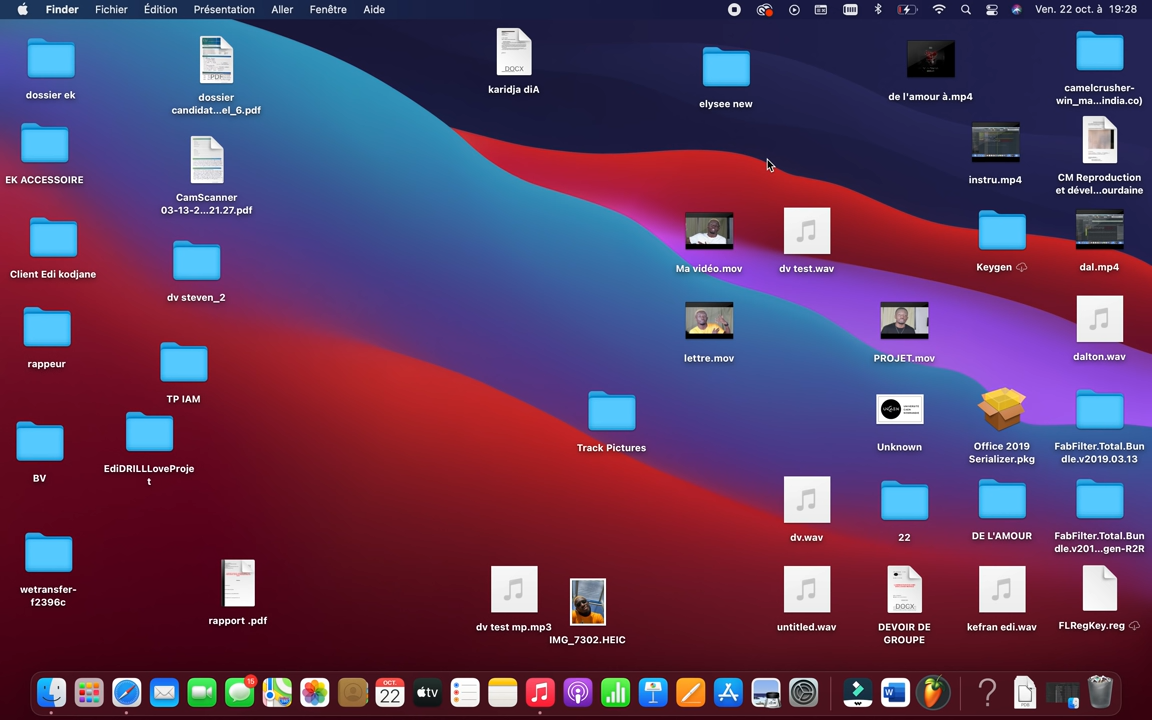 Finder Fichier Édition Présentation Aller Fenêtre Aide Ven. 22 oct. à 19:28
dossier ek
dossier
candidat...el_6.pdf
karidja diA
elysee new
de l'amour à.mp4
camelcrusher-
win_ma...india.co)
EK ACCESSOIRE
CamScanner
03-13-2...21.27.pdf
instru.mp4
CM Reproduction
et dével...ourdaine
Client Edi kodjane
dv steven_2
Ma vidéo.mov
dv test.wav
Keygen
dal.mp4
rappeur
TP IAM
lettre.mov
PROJET.mov
dalton.wav
BV
EdiDRILLLoveProje
t
Track Pictures
Unknown
Office 2019
Serializer.pkg
FabFilter.Total.Bun
dle.v2019.03.13
dv.wav
22
DE L'AMOUR
FabFilter.Total.Bun
dle.v201...gen-R2R
wetransfer-
f2396c
rapport .pdf
dv test mp.mp3
IMG_7302.HEIC
untitled.wav
DEVOIR DE
GROUPE
kefran edi.wav
FLRegKey.reg
PDF
DOCX
DOCX
15
OCT.
22
tv
W